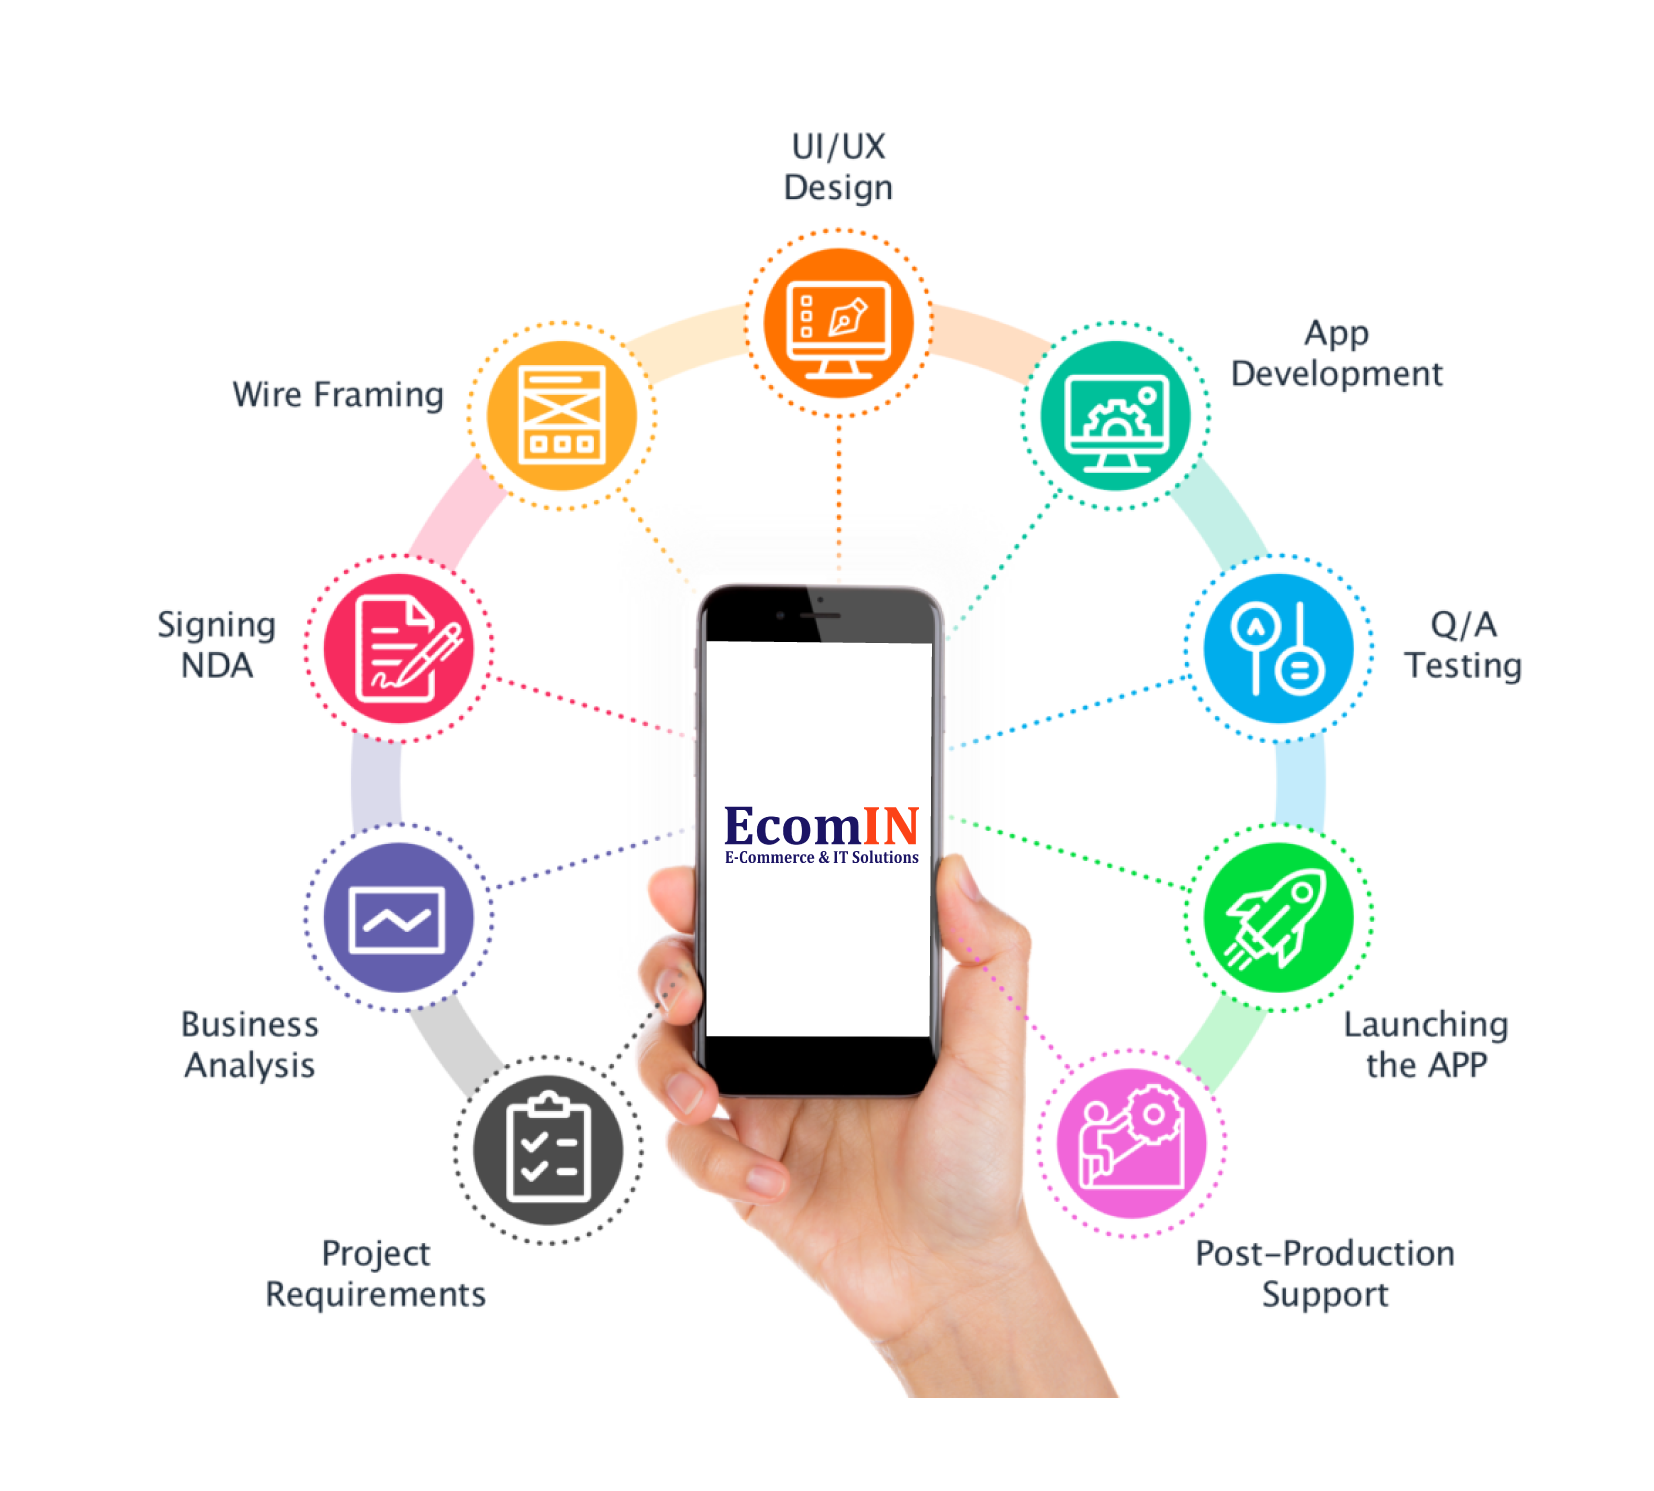 UI/UX
Design
App
Development
Wire Framing
Signing
NDA
Q/A
Testing
EcomIN
E-Commerce & IT Solutions
Business
Analysis
Launching
the APP
Project
Requirements
Post-Production
Support